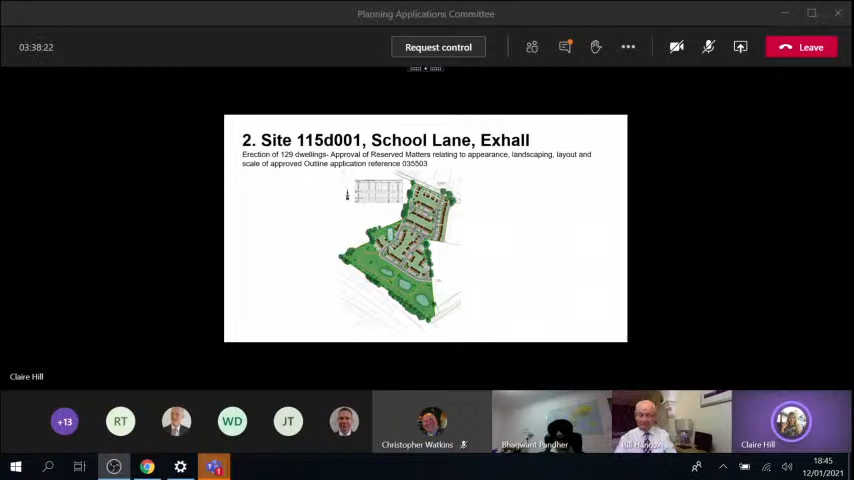 Planning Applications Committee
03:38:22
Request control
Leave
2. Site 115d001, School Lane, Exhall
Erection of 129 dwellings- Approval of Reserved Matters relating to appearance, landscaping, layout and
scale of approved Outline application reference 035503
Claire Hill
+13
RT
WD
JT
Christopher Watkins
Bhagwant Pandher
Bill Hancox
Claire Hill
18:45
12/01/2021